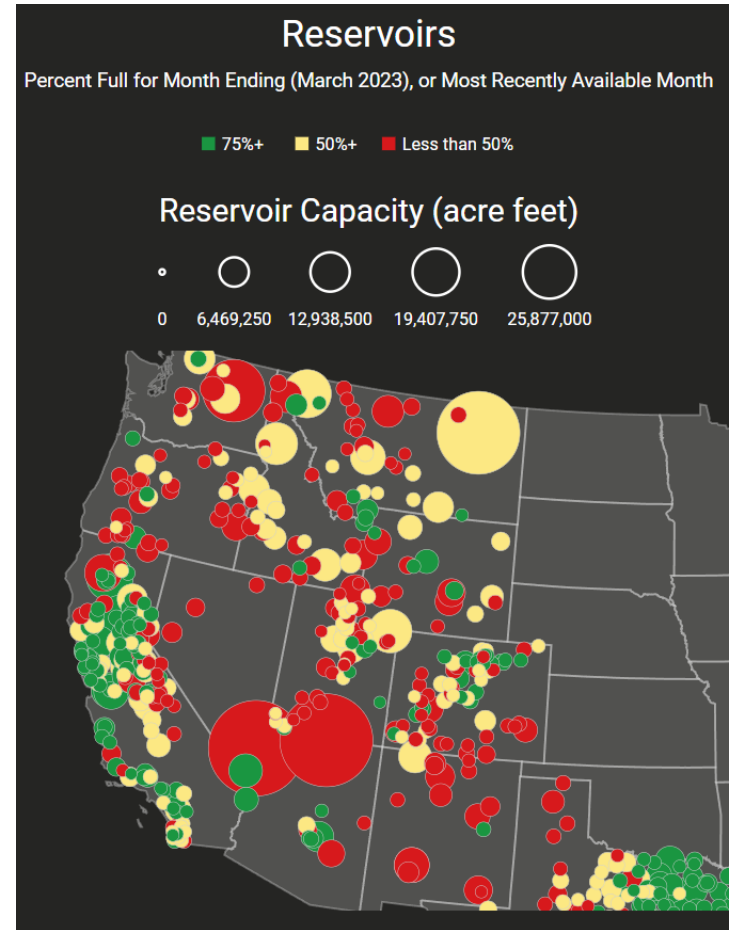 Reservoirs
Percent Full for Month Ending (March 2023), or Most Recently Available Month
75%+ 50%+ Less than 50%
Reservoir Capacity (acre feet)
0 6,469,250 12,938,500 19,407,750 25,877,000